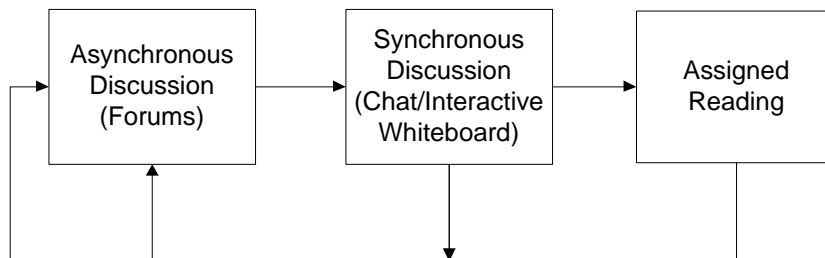 Asynchronous
Discussion
(Forums)
Synchronous
Discussion
(Chat/Interactive
Whiteboard)
Assigned
Reading